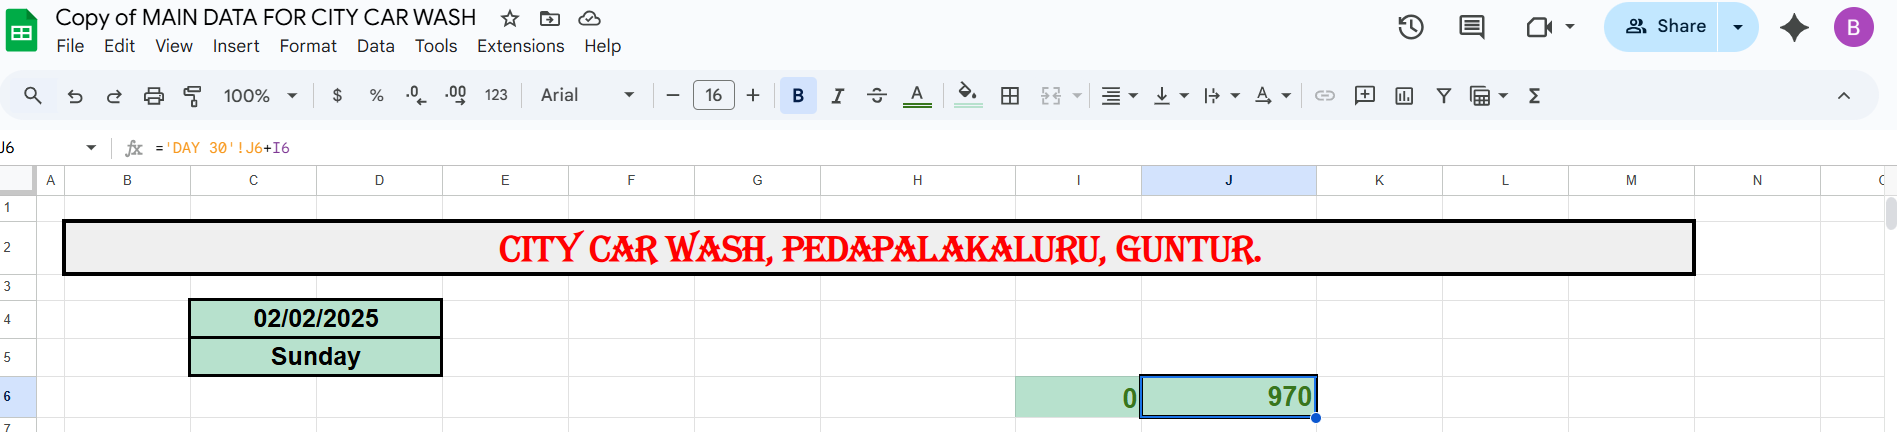 Copy of MAIN DATA FOR CITY CAR WASH
File Edit View Insert Format Data Tools Extensions Help
Share
B
100% $ % .0 .00 123 Arial 16 B I A A Σ
J6 fx ='DAY 30'!J6+I6
A B C D E F G H I J K L M N
1
2 CITY CAR WASH, PEDAPALAKALURU, GUNTUR.
3
4 02/02/2025
5 Sunday
6 0 970
7